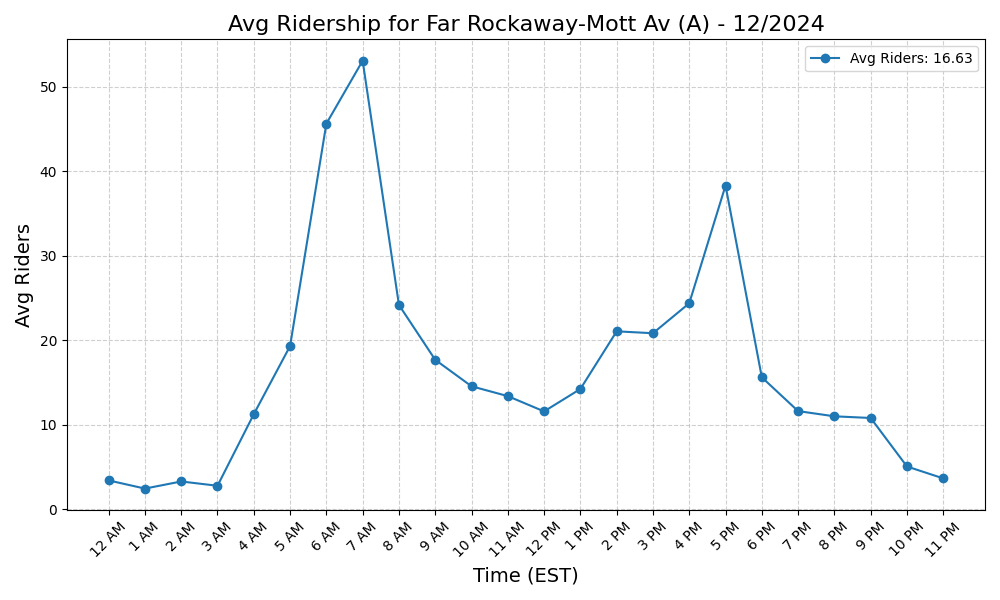 Avg Ridership for Far Rockaway-Mott Av (A) - 12/2024
Avg Riders: 16.63
Avg Riders
50
40
30
20
10
0
12 AM
1 AM
2 AM
3 AM
4 AM
5 AM
6 AM
7 AM
8 AM
9 AM
10 AM
11 AM
12 PM
1 PM
2 PM
3 PM
4 PM
5 PM
6 PM
7 PM
8 PM
9 PM
10 PM
11 PM
Time (EST)